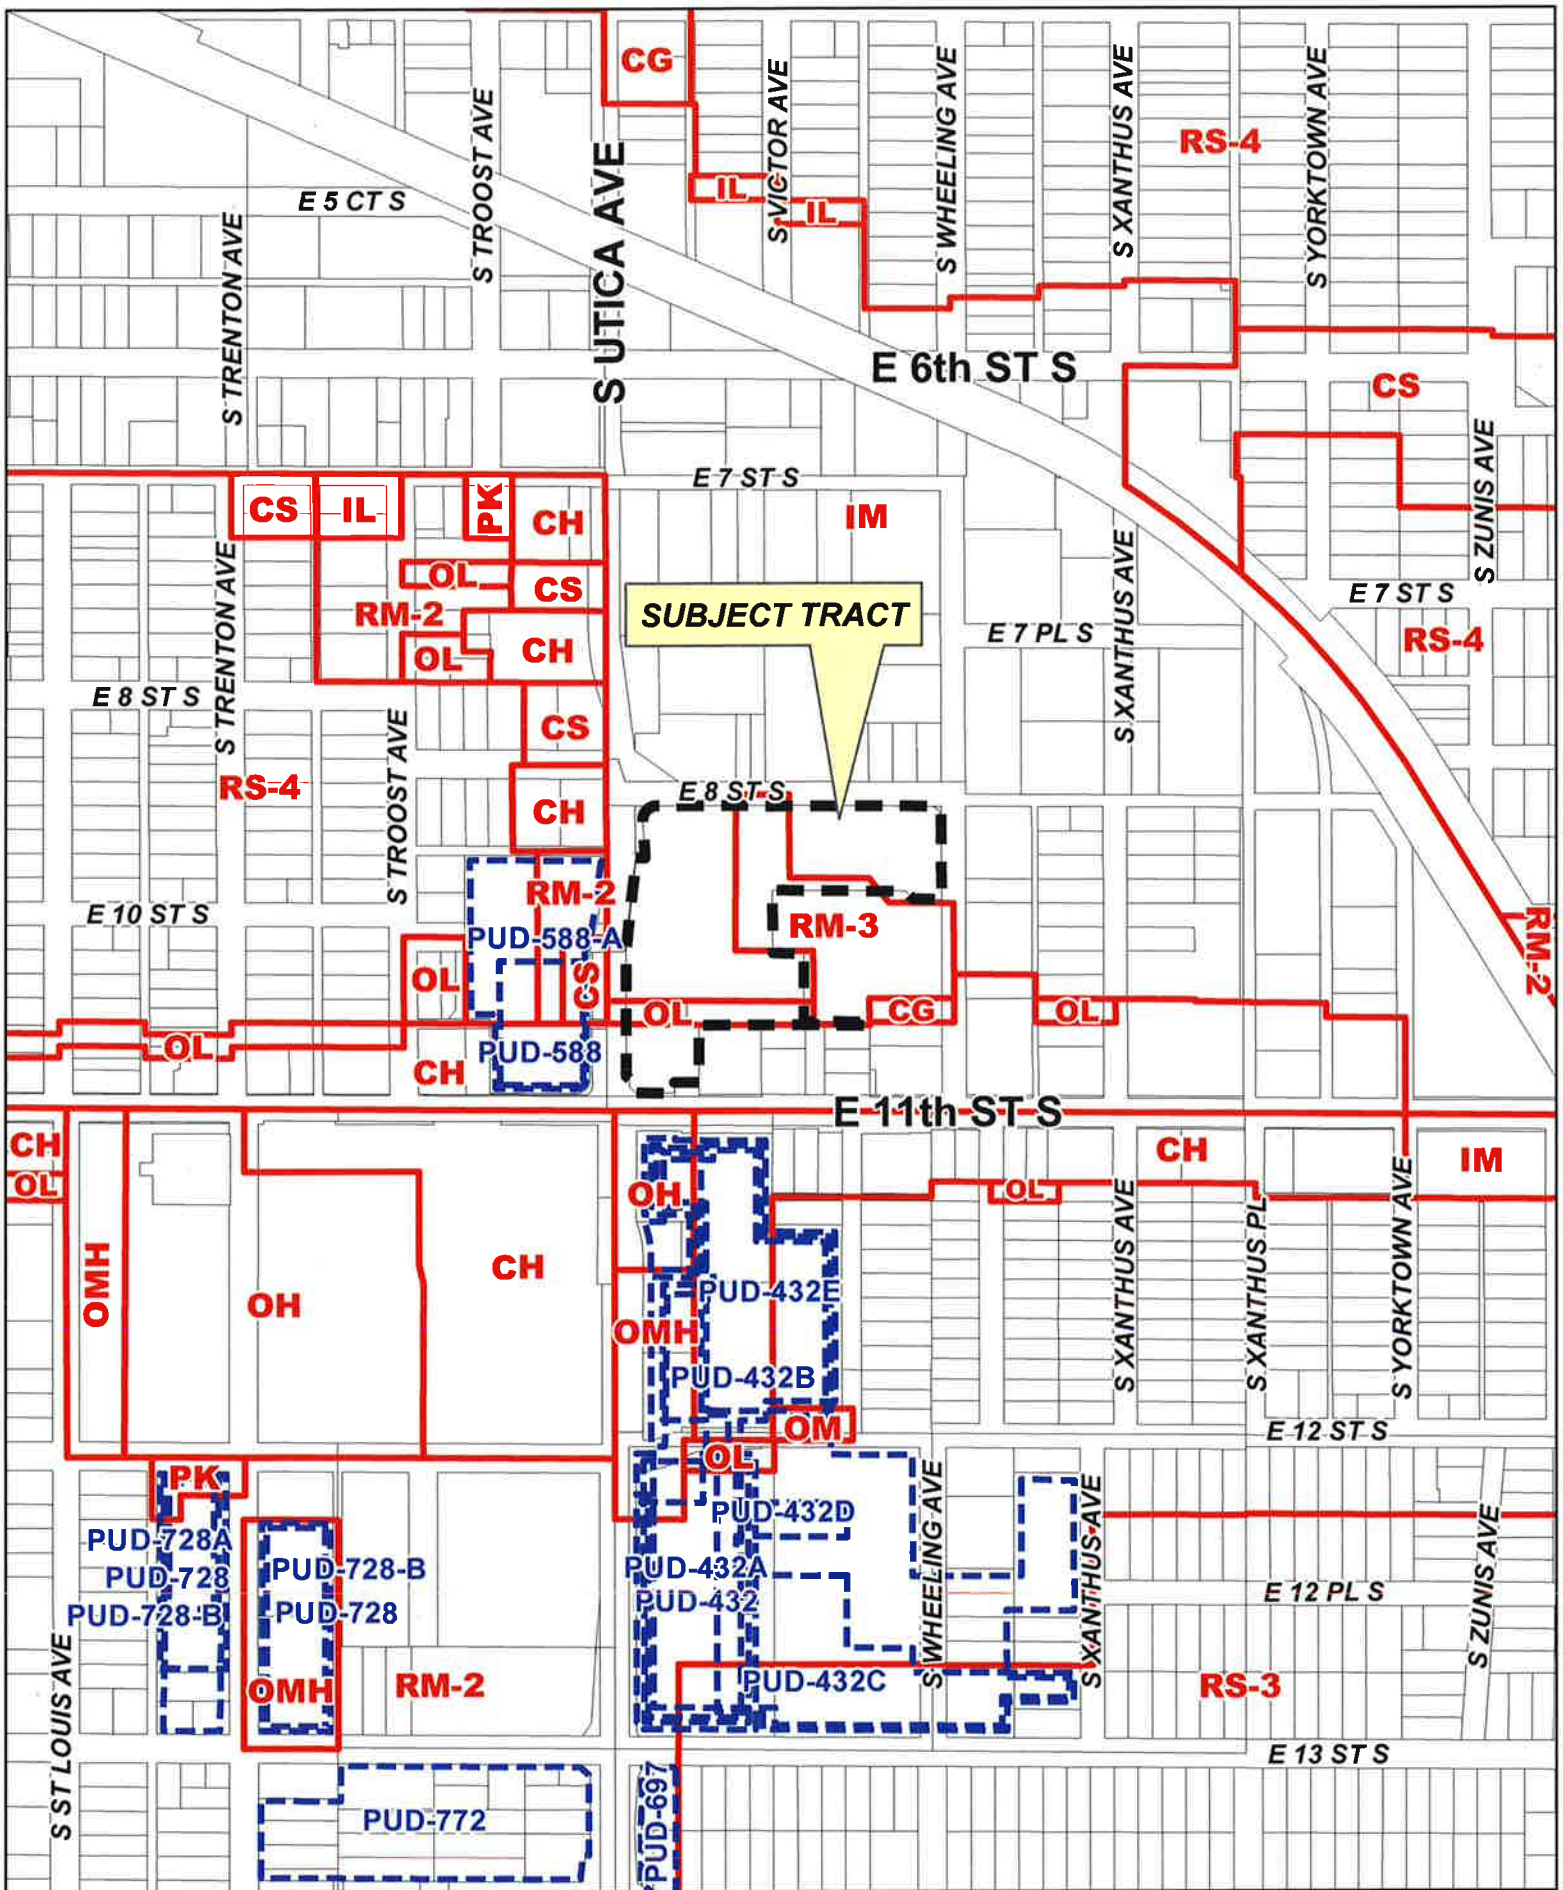 CG
S VICTOR AVE
S WHEELING AVE
S XANTHUS AVE
S YORKTOWN AVE
RS-4
S TROOST AVE
S UTICA AVE
IL
IL
E 5 CT S
S TRENTON AVE
E 6th ST S
CS
S ZUNIS AVE
E 7 ST S
CS
IL
PK
CH
IM
OL
CS
RM-2
SUBJECT TRACT
E 7 ST S
CH
OL
E 7 PL S
RS-4
S TRENTON AVE
S XANTHUS AVE
E 8 ST S
CS
RS-4
S TROOST AVE
E 8 ST S
CH
RM-2
E 10 ST S
RM-3
RM-2
PUD-588-A
OL
CS
OL
CG
OL
OL
PUD-588
CH
E 11th ST S
CH
CH
IM
OL
OH
OL
OMH
CH
OH
PUD-432E
OMH
PUD-432B
S XANTHUS AVE
S XANTHUS PL
S YORKTOWN AVE
OM
E 12 ST S
OL
PK
PUD-432D
PUD-728A
PUD-728-B
PUD-432A
PUD-728
PUD-432
PUD-728-B
PUD-728
S WHEELING AVE
S XANTHUS AVE
E 12 PL S
S ZUNIS AVE
OMH
RM-2
PUD-432C
RS-3
S ST LOUIS AVE
E 13 ST S
PUD-772
PUD-697